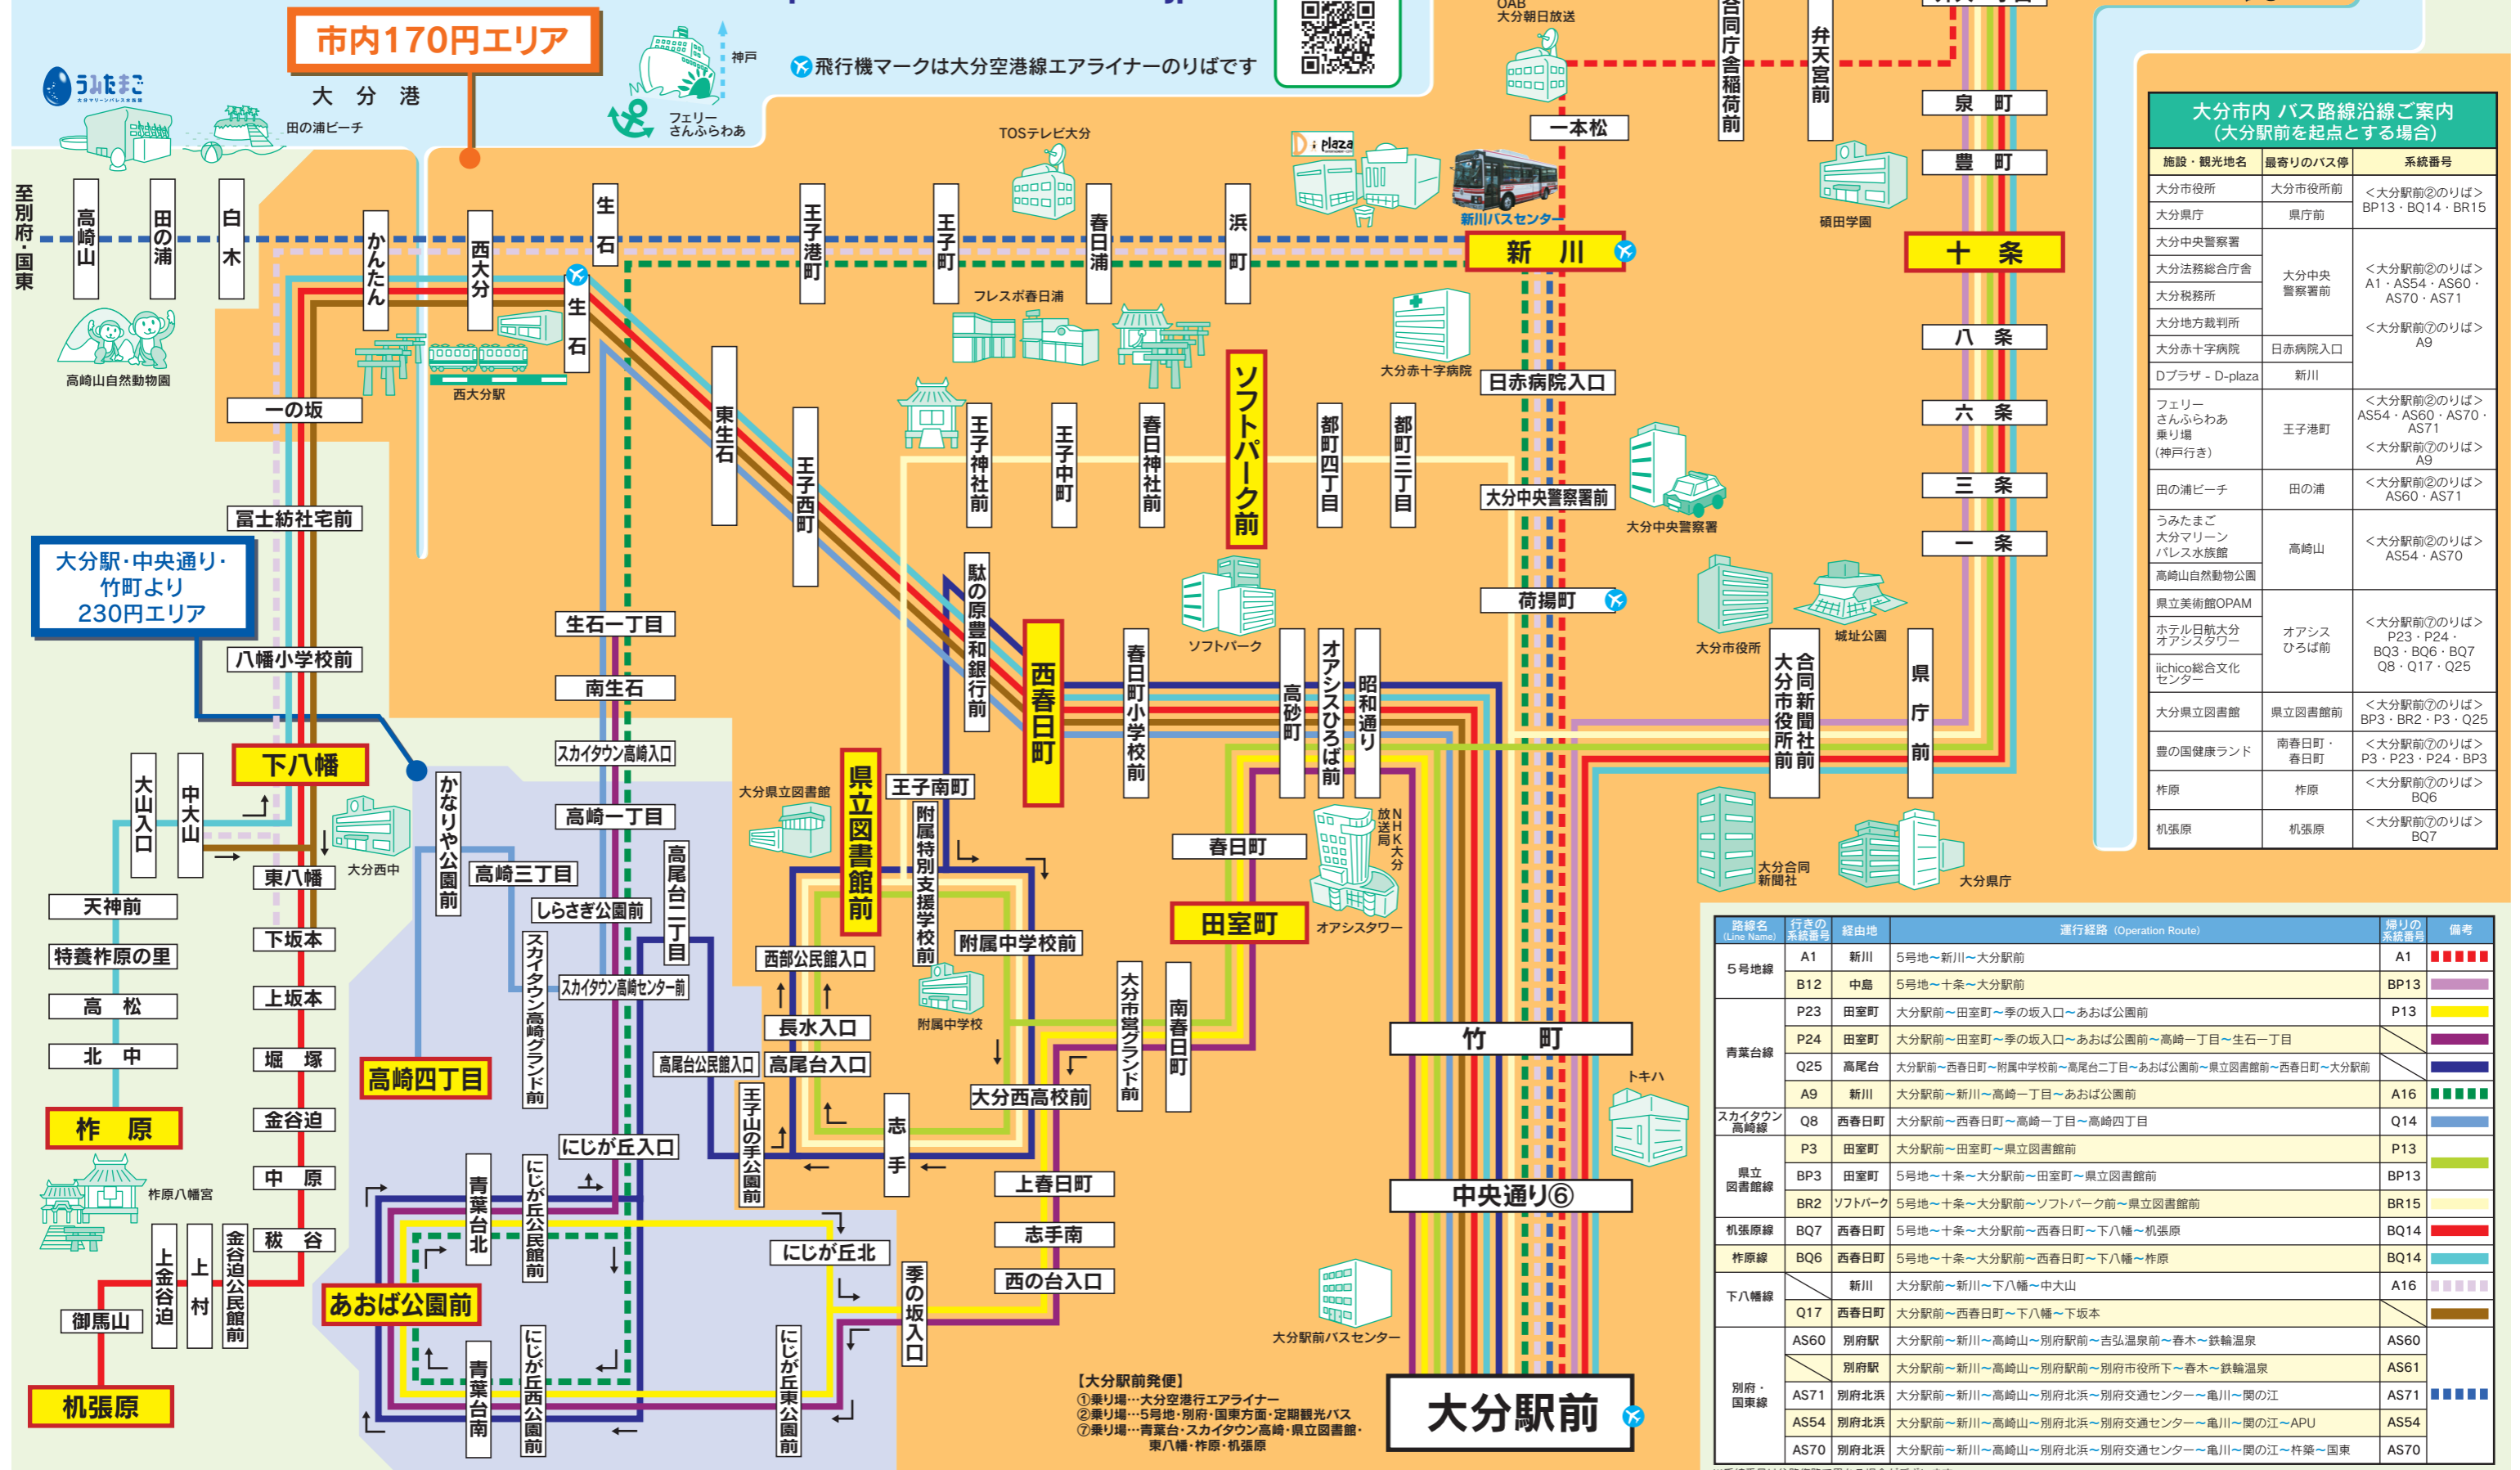 市内170円エリア
うみたまご
大分マリーンパレス水族館
田の浦ビーチ
大分港
神戸
フェリー
さんふらわあ
飛行機マークは大分空港線エアライナーのりばです
OAB
大分朝日放送
合同庁舎稲荷前
弁天宮前
泉町
豊町
一本松
TOSテレビ大分
D i plaza
新川バスセンター
碩田学園
至別府・国東
高崎山
田の浦
白木
かんたん
西大分
生石
王子港町
王子町
春日浦
浜町
新川
十条
高崎山自然動物園
西大分駅
生石
フレスポ春日浦
大分赤十字病院
日赤病院入口
八条
六条
三条
一条
一の坂
冨士紡社宅前
八幡小学校前
下八幡
大分駅・中央通り・
竹町より
230円エリア
東生石
王子西町
王子神社前
王子中町
春日神社前
ソフトパーク前
都町四丁目
都町三丁目
大分中央警察署前
大分中央警察署
荷揚町
大分市役所
城址公園
ソフトパーク
駄の原豊和銀行前
西春日町
春日町小学校前
高砂町
オアシスひろば前
昭和通り
合同新聞社前
大分市役所前
県庁前
生石一丁目
南生石
スカイタウン高崎入口
高崎一丁目
大山入口
中大山
大分西中
東八幡
かなりや公園前
高崎三丁目
しらさぎ公園前
高尾台二丁目
大分県立図書館
県立図書館前
王子南町
附属特別支援学校前
春日町
田室町
NHK大分
放送局
オアシスタワー
大分合同
新聞社
大分県庁
天神前
特養柞原の里
高松
北中
柞原
柞原八幡宮
下坂本
上坂本
堀塚
金谷迫
中原
秡谷
上金谷迫
上村
金谷迫公民館前
御馬山
机張原
スカイタウン高崎グランド前
スカイタウン高崎センター前
高崎四丁目
西部公民館入口
附属中学校前
附属中学校
長水入口
高尾台公民館入口
高尾台入口
王子山の手公園前
志手
大分西高校前
大分市営グランド前
南春日町
竹町
トキハ
にじが丘入口
青葉台北
にじが丘公民館前
あおば公園前
青葉台南
にじが丘西公園前
にじが丘北
にじが丘東公園前
季の坂入口
上春日町
志手南
西の台入口
中央通り⑥
大分駅前バスセンター
大分駅前
【大分駅前発便】
①乗り場…大分空港行エアライナー
②乗り場…5号地・別府・国東方面・定期観光バス
⑦乗り場…青葉台・スカイタウン高崎・県立図書館・
東八幡・柞原・机張原
大分市内 バス路線沿線ご案内
(大分駅前を起点とする場合)
施設・観光地名 最寄りのバス停 系統番号
大分市役所 大分市役所前 <大分駅前②のりば>
BP13・BQ14・BR15
大分県庁 県庁前
大分中央警察署
大分法務総合庁舎
大分税務所
大分地方裁判所
大分中央
警察署前
<大分駅前②のりば>
A1・AS54・AS60・
AS70・AS71
<大分駅前⑦のりば>
A9
大分赤十字病院 日赤病院入口
Dプラザ - D-plaza 新川
フェリー
さんふらわあ
乗り場
(神戸行き)
王子港町
<大分駅前②のりば>
AS54・AS60・AS70・
AS71
<大分駅前⑦のりば>
A9
田の浦ビーチ 田の浦 <大分駅前②のりば>
AS60・AS71
うみたまご
大分マリーン
パレス水族館
高崎山自然動物公園
高崎山
<大分駅前②のりば>
AS54・AS70
県立美術館OPAM
ホテル日航大分
オアシスタワー
iichico総合文化
センター
オアシス
ひろば前
<大分駅前⑦のりば>
P23・P24・
BQ3・BQ6・BQ7
Q8・Q17・Q25
大分県立図書館 県立図書館前 <大分駅前⑦のりば>
BP3・BR2・P3・Q25
豊の国健康ランド 南春日町・
春日町
<大分駅前⑦のりば>
P3・P23・P24・BP3
柞原 柞原 <大分駅前⑦のりば>
BQ6
机張原 机張原 <大分駅前⑦のりば>
BQ7
路線名
(Line Name)
行きの
系統番号
経由地 運行経路 (Operation Route)
帰りの
系統番号
備考
5号地線
A1 新川 5号地～新川～大分駅前 A1
B12 中島 5号地～十条～大分駅前 BP13
青葉台線
P23 田室町 大分駅前～田室町～季の坂入口～あおば公園前 P13
P24 田室町 大分駅前～田室町～季の坂入口～あおば公園前～高崎一丁目～生石一丁目
Q25 高尾台 大分駅前～西春日町～附属中学校前～高尾台二丁目～あおば公園前～県立図書館前～西春日町～大分駅前
A9 新川 大分駅前～新川～高崎一丁目～あおば公園前 A16
スカイタウン
高崎線
Q8 西春日町 大分駅前～西春日町～高崎一丁目～高崎四丁目 Q14
県立
図書館線
P3 田室町 大分駅前～田室町～県立図書館前 P13
BP3 田室町 5号地～十条～大分駅前～田室町～県立図書館前 BP13
BR2 ソフトパーク 5号地～十条～大分駅前～ソフトパーク前～県立図書館前 BR15
机張原線 BQ7 西春日町 5号地～十条～大分駅前～西春日町～下八幡～机張原 BQ14
柞原線 BQ6 西春日町 5号地～十条～大分駅前～西春日町～下八幡～柞原 BQ14
下八幡線
新川 大分駅前～新川～下八幡～中大山 A16
Q17 西春日町 大分駅前～西春日町～下八幡～下坂本
別府・
国東線
AS60 別府駅 大分駅前～新川～高崎山～別府駅前～吉弘温泉前～春木～鉄輪温泉 AS60
別府駅 大分駅前～新川～高崎山～別府駅前～別府市役所下～春木～鉄輪温泉 AS61
AS71 別府北浜 大分駅前～新川～高崎山～別府北浜～別府交通センター～亀川～関の江 AS71
AS54 別府北浜 大分駅前～新川～高崎山～別府北浜～別府交通センター～亀川～関の江～APU AS54
AS70 別府北浜 大分駅前～新川～高崎山～別府北浜～別府交通センター～亀川～関の江～杵築～国東 AS70